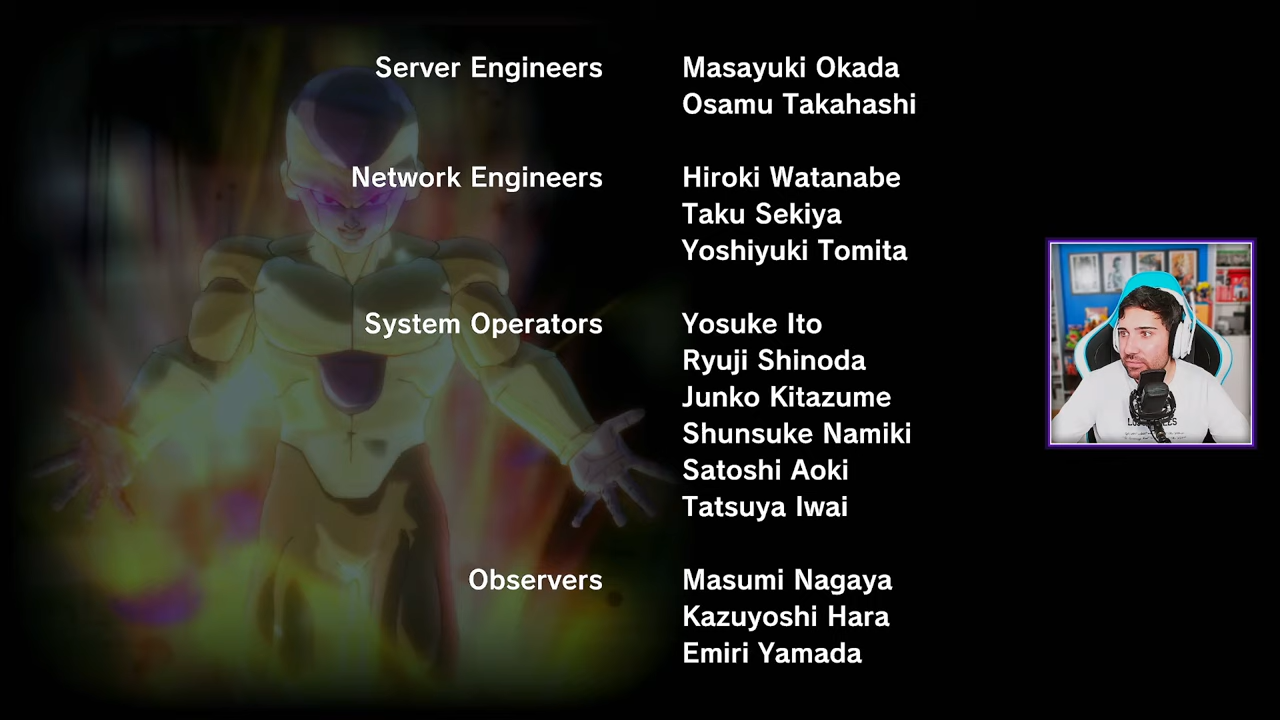 Server Engineers Masayuki Okada
Osamu Takahashi
Network Engineers Hiroki Watanabe
Taku Sekiya
Yoshiyuki Tomita
System Operators Yosuke Ito
Ryuji Shinoda
Junko Kitazume
Shunsuke Namiki
Satoshi Aoki
Tatsuya Iwai
Observers Masumi Nagaya
Kazuyoshi Hara
Emiri Yamada